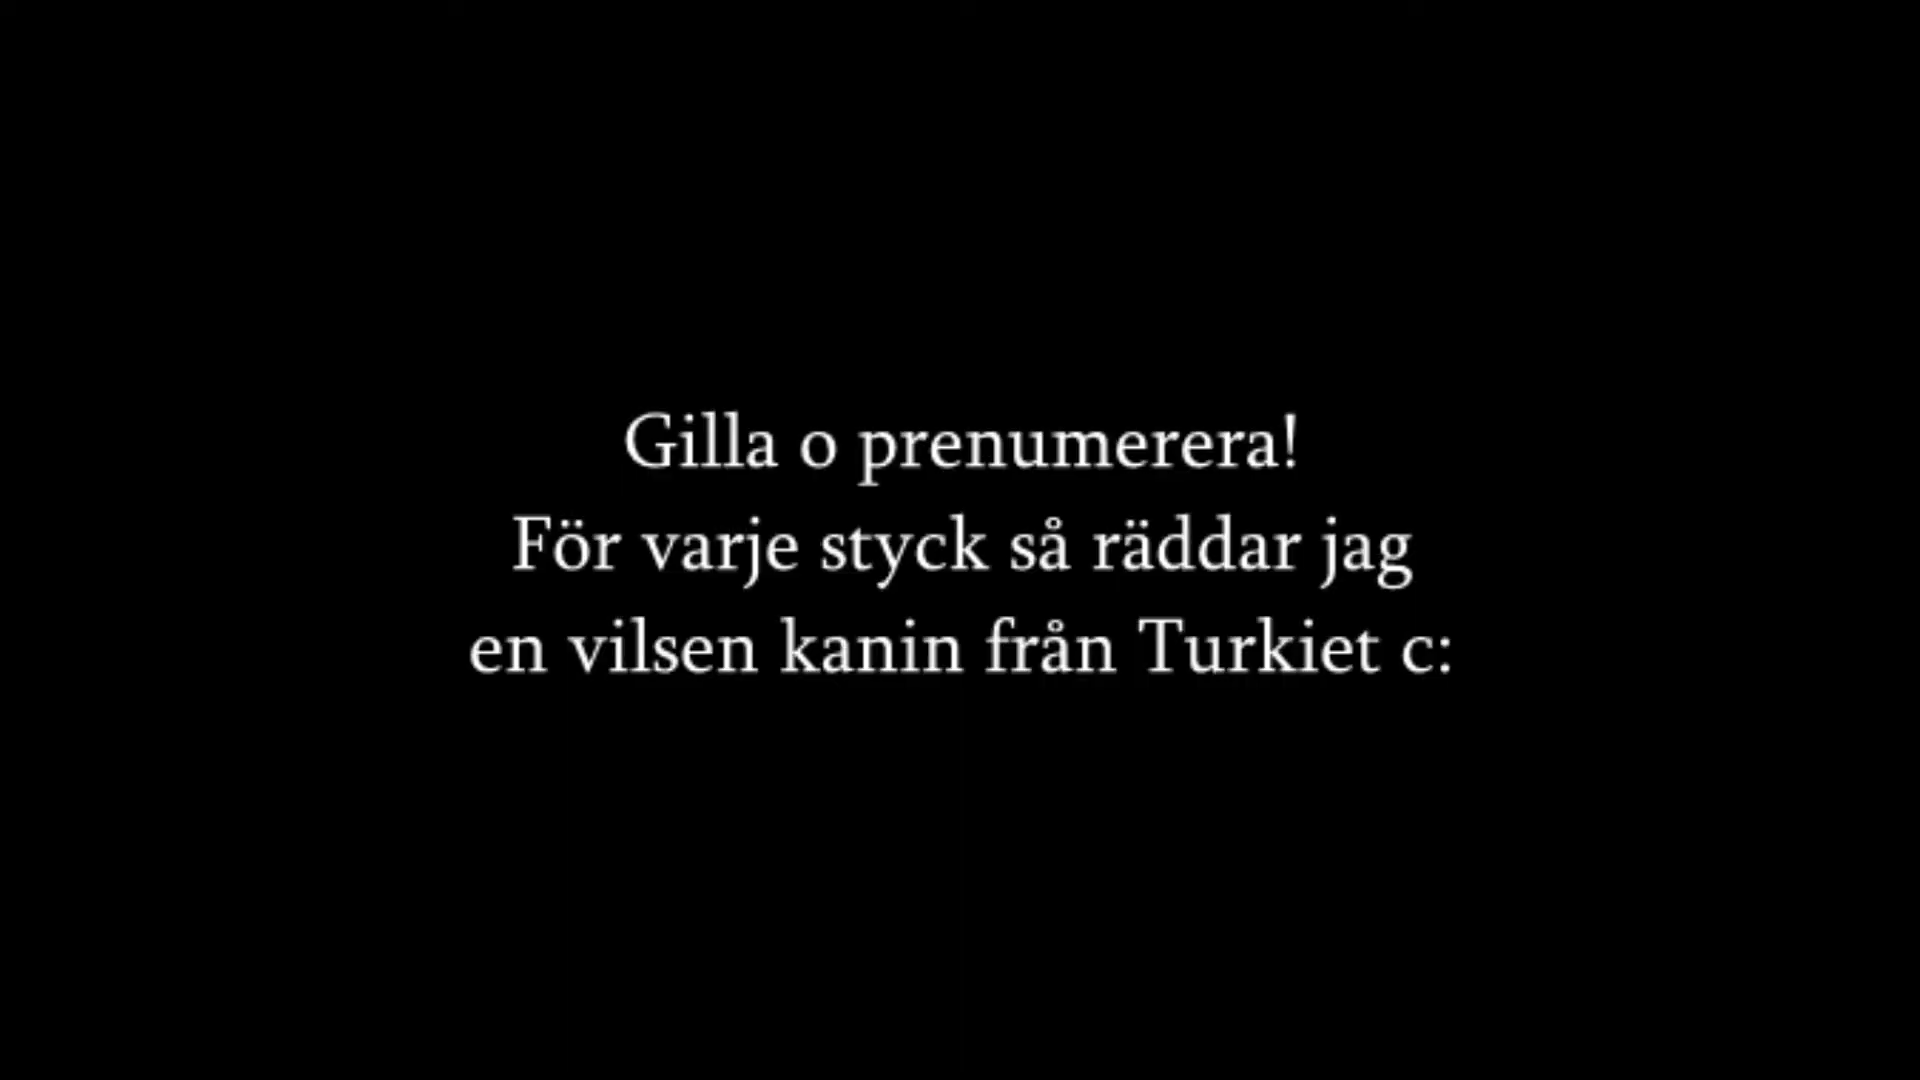 Gilla o prenumerera!
För varje styck så räddar jag
en vilsen kanin från Turkiet c: